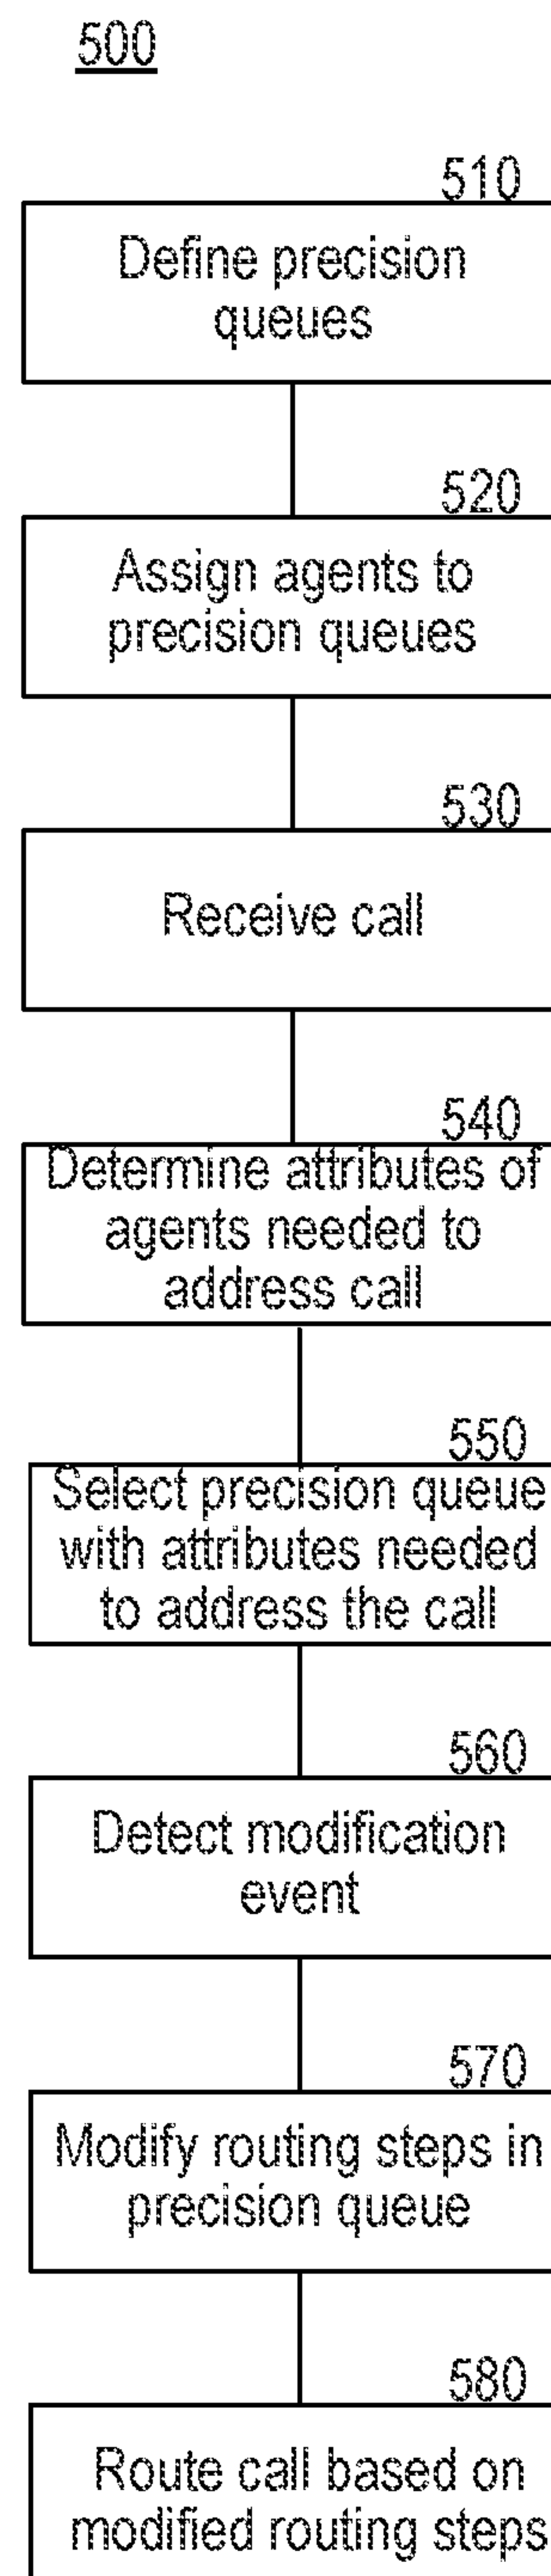 500
510
Define precision
queues
520
Assign agents to
precision queues
530
Receive call
540
Determine attributes of
agents needed to
address call
550
Select precision queue
with attributes needed
to address the call
560
Detect modification
event
570
Modify routing steps in
precision queue
580
Route call based on
modified routing steps